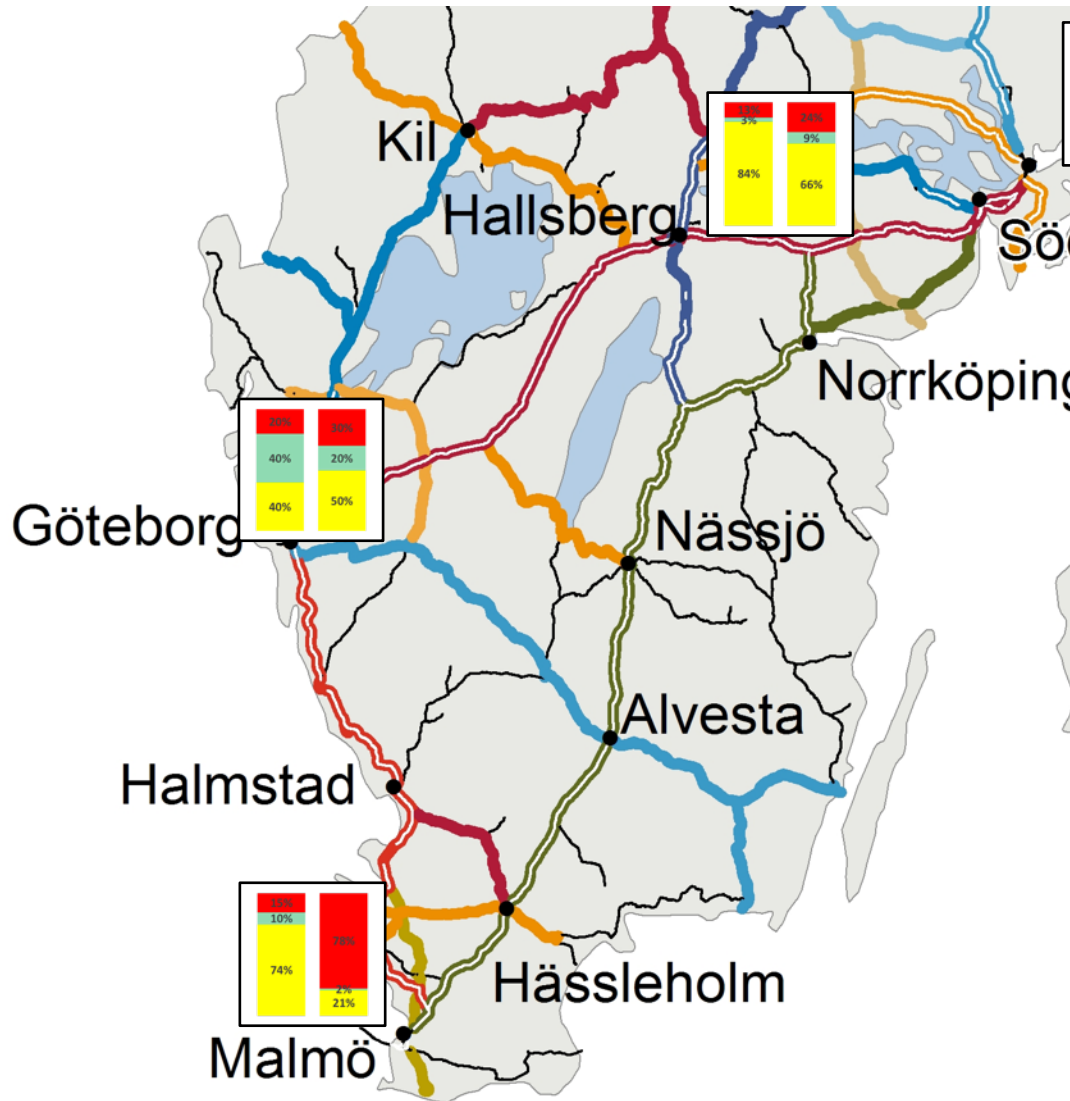 Kil
13%
24%
3%
9%
84%
66%
Hallsberg
Söd
Norrköping
20%
30%
40%
20%
40%
50%
Göteborg
Nässjö
Alvesta
Halmstad
15%
78%
10%
74%
2%
21%
Hässleholm
Malmö